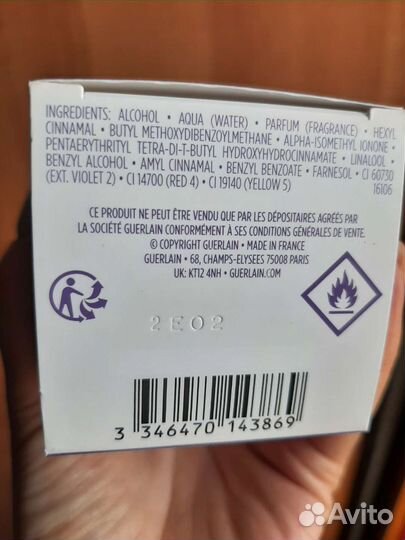 INGREDIENTS: ALCOHOL • AQUA (WATER) • PARFUM (FRAGRANCE) • HEXYL
CINNAMAL • BUTYL METHOXYDIBENZOYLMETHANE • ALPHA-ISOMETHYL IONONE •
PENTAERYTHRITYL TETRA-DI-T-BUTYL HYDROXYHYDROCINNAMATE • LINALOOL •
BENZYL ALCOHOL • AMYL CINNAMAL • BENZYL BENZOATE • FARNESOL • CI 60730
(EXT. VIOLET 2) • CI 14700 (RED 4) • CI 19140 (YELLOW 5)
16106
CE PRODUIT NE PEUT ÊTRE VENDU QUE PAR LES DÉPOSITAIRES AGRÉÉS PAR
LA SOCIÉTÉ GUERLAIN CONFORMÉMENT À SES CONDITIONS GÉNÉRALES DE VENTE.
© COPYRIGHT GUERLAIN • MADE IN FRANCE
GUERLAIN • 68, CHAMPS-ELYSEES 75008 PARIS
UK: KT12 4NH • GUERLAIN.COM
2E02
3 346470 143869
Avito